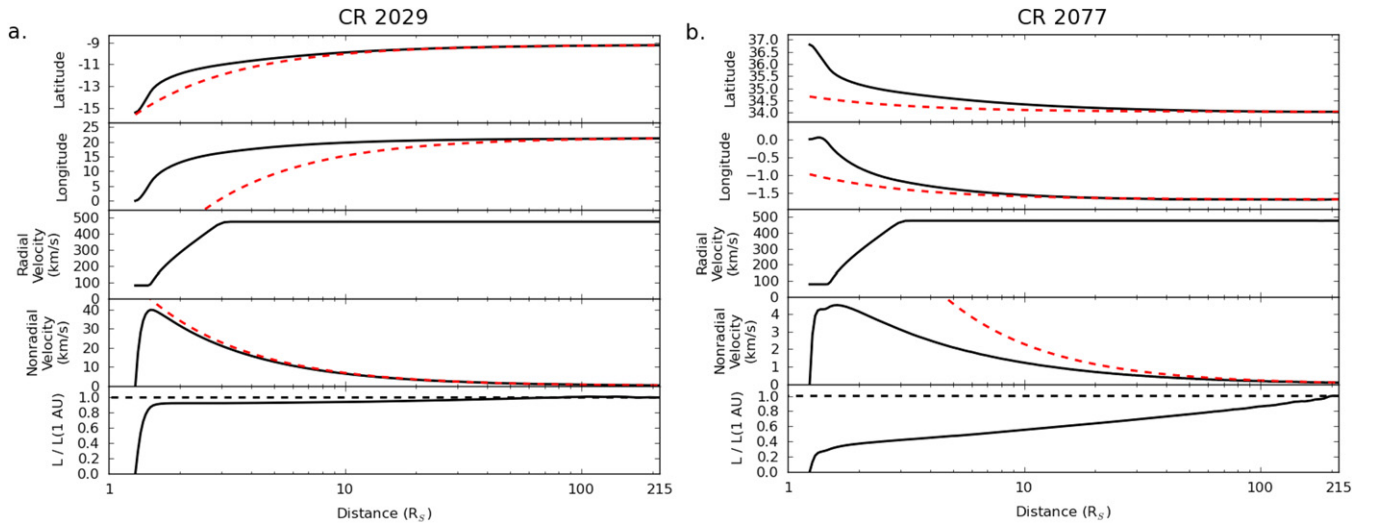 a.
CR 2029
Latitude
-9
-11
-13
-15
Longitude
25
20
15
10
5
0
Radial
Velocity
(km/s)
500
400
300
200
100
0
Nonradial
Velocity
(km/s)
40
30
20
10
0
L / L(1 AU)
1.0
0.8
0.6
0.4
0.2
0.0
1
10
100
215
Distance (R_S)
b.
CR 2077
Latitude
37.0
36.5
36.0
35.5
35.0
34.5
34.0
Longitude
0.0
−0.5
−1.0
−1.5
Radial
Velocity
(km/s)
500
400
300
200
100
0
Nonradial
Velocity
(km/s)
4
3
2
1
0
L / L(1 AU)
1.0
0.8
0.6
0.4
0.2
0.0
1
10
100
215
Distance (R_S)